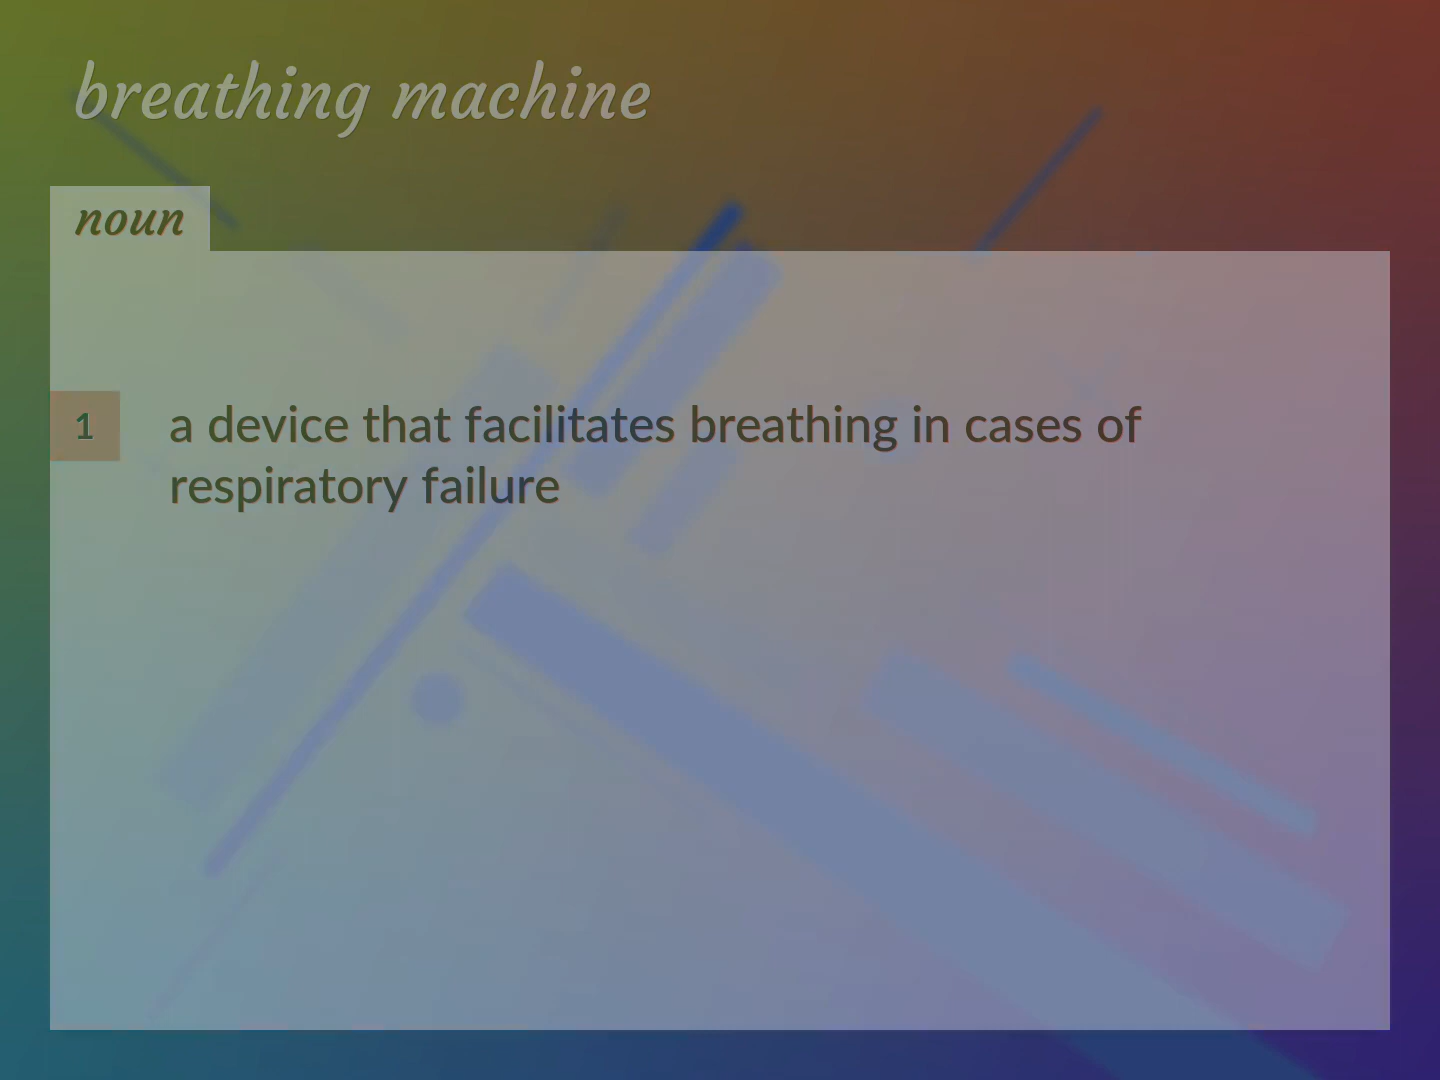 breathing machine
noun
1 a device that facilitates breathing in cases of
respiratory failure